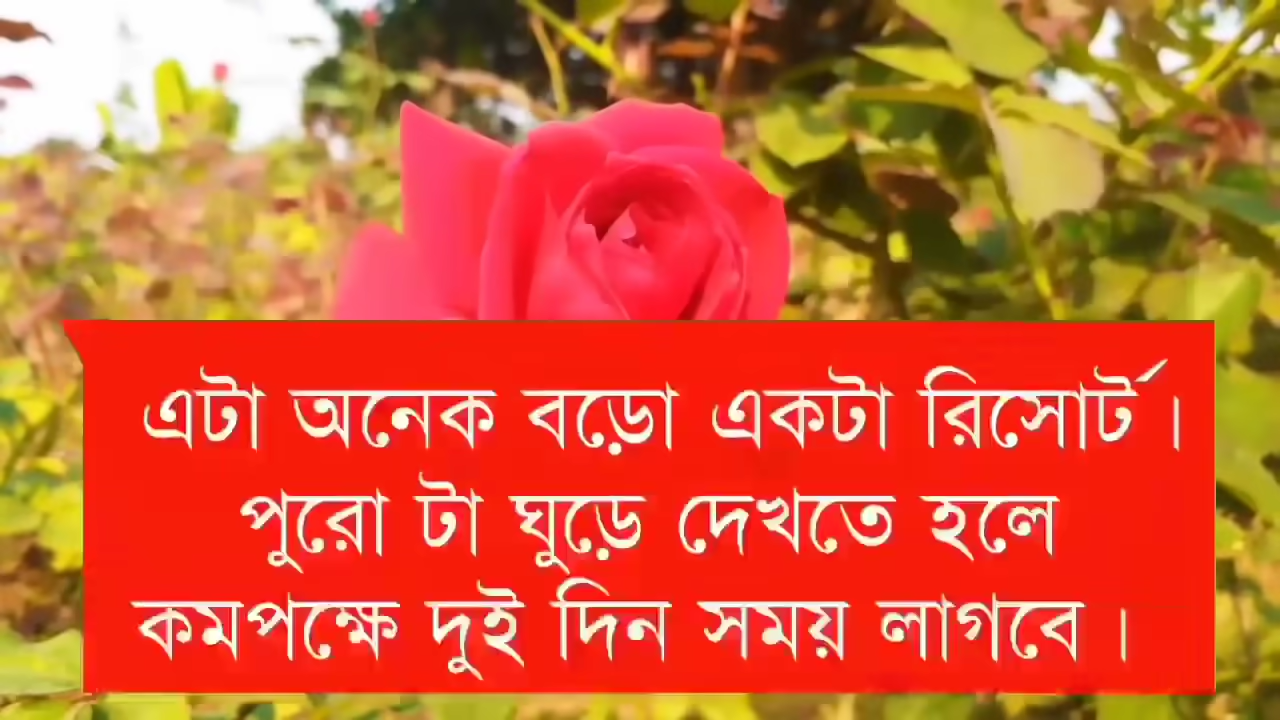 এটা অনেক বড়ো একটা রিসোর্ট।
পুরো টা ঘুড়ে দেখতে হলে
কমপক্ষে দুই দিন সময় লাগবে।